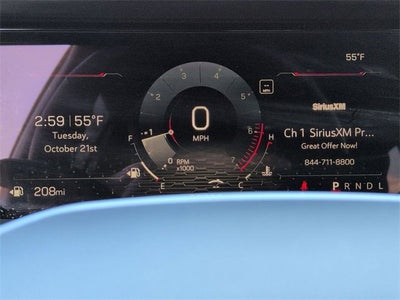 55°F
SiriusXM
2:59 | 55°F
Tuesday,
October 21st
1
2
3
4
5
6
7
0
MPH
0 RPM
x1000
F
E
H
C
Ch 1 SiriusXM Pr...
Great Offer Now!
844-711-8800
208mi
P R N D L